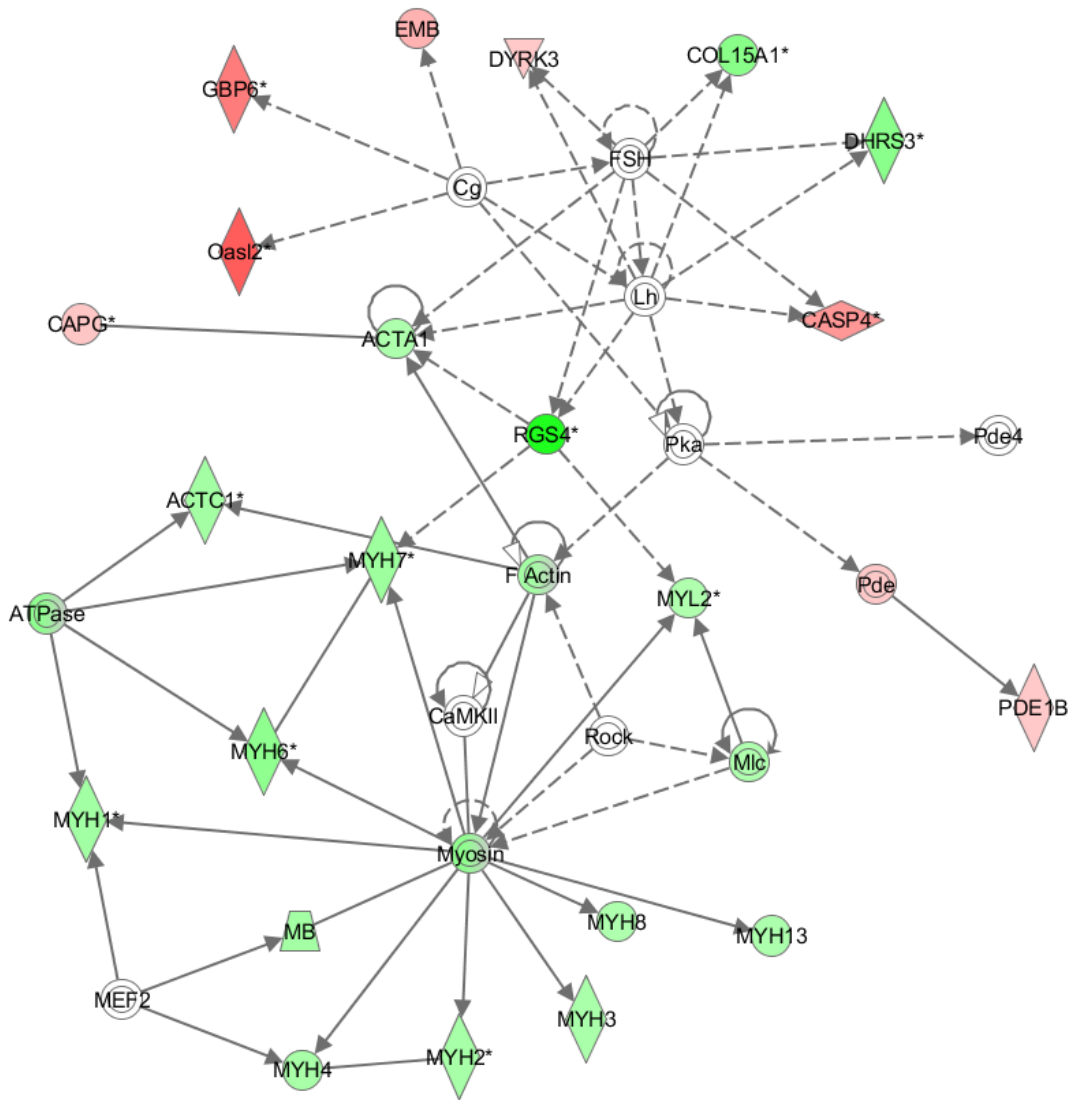 EMB
DYRK3
COL15A1*
GBP6*
DHRS3*
FSH
Cg
Oasl2*
Lh
CAPG*
CASP4*
ACTA1
RGS4*
Pka
Pde4
ACTC1*
MYH7*
F Actin
Pde
MYL2*
ATPase
PDE1B
CaMKII
Rock
MYH6*
Mlc
MYH1*
Myosin
MB
MYH8
MYH13
MEF2
MYH3
MYH4
MYH2*